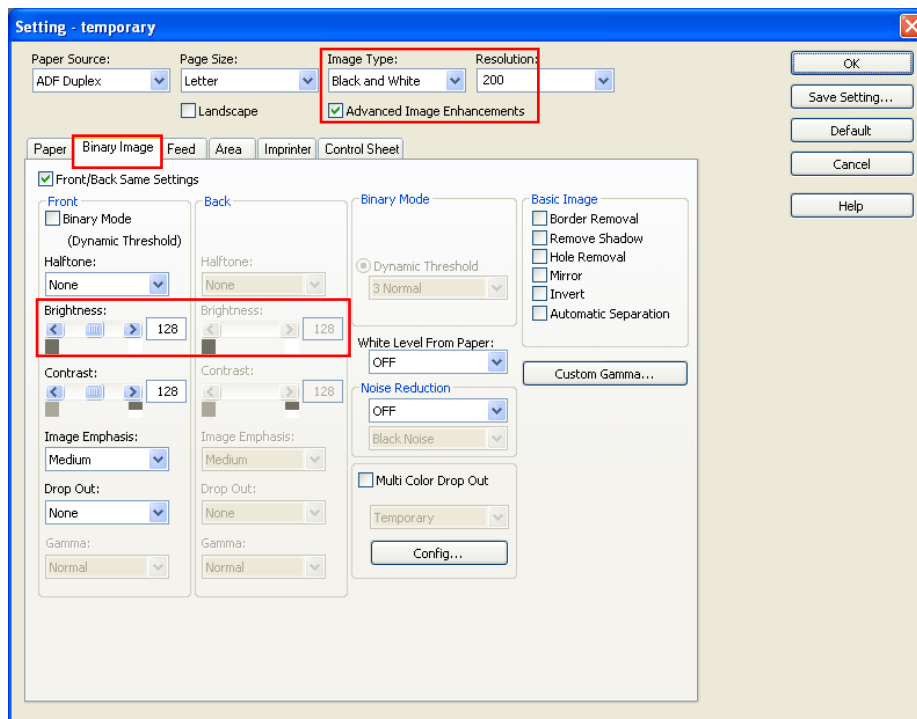 Setting - temporary
Paper Source: Page Size: Image Type: Resolution:
ADF Duplex Letter Black and White 200
Landscape Advanced Image Enhancements
OK
Save Setting...
Default
Cancel
Help
Paper Binary Image Feed Area Imprinter Control Sheet
Front/Back Same Settings
Front
Binary Mode
(Dynamic Threshold)
Halftone:
None
Brightness:
128
Contrast:
128
Image Emphasis:
Medium
Drop Out:
None
Gamma:
Normal
Back
Halftone:
None
Brightness:
128
Contrast:
128
Image Emphasis:
Medium
Drop Out:
None
Gamma:
Normal
Binary Mode
Dynamic Threshold
3 Normal
White Level From Paper:
OFF
Noise Reduction
OFF
Black Noise
Multi Color Drop Out
Temporary
Config...
Basic Image
Border Removal
Remove Shadow
Hole Removal
Mirror
Invert
Automatic Separation
Custom Gamma...